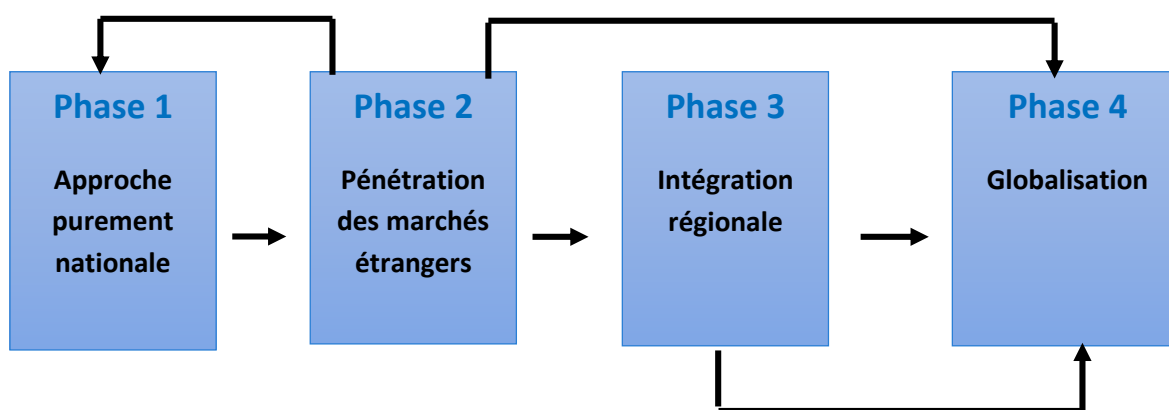 Phase 1
Approche
purement
nationale
Phase 2
Pénétration
des marchés
étrangers
Phase 3
Intégration
régionale
Phase 4
Globalisation